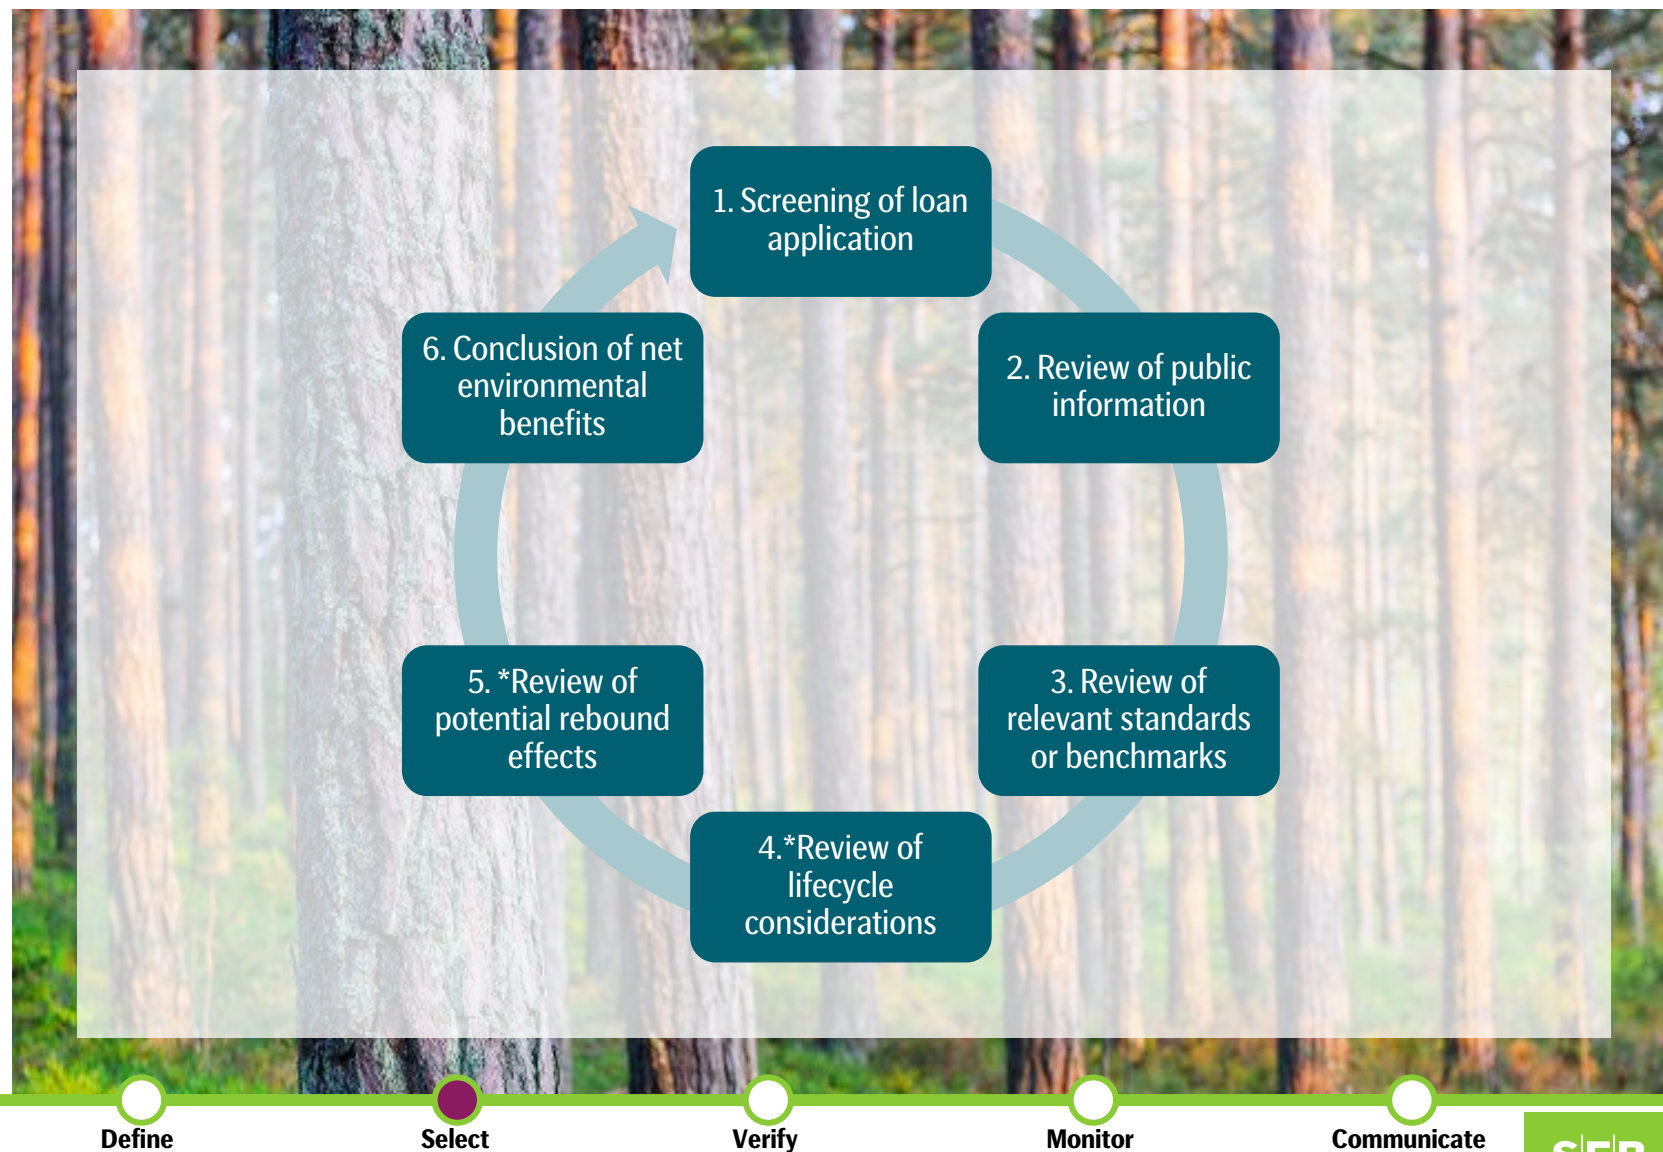 1. Screening of loan
application
2. Review of public
information
3. Review of
relevant standards
or benchmarks
4.*Review of
lifecycle
considerations
5. *Review of
potential rebound
effects
6. Conclusion of net
environmental
benefits
Define
Select
Verify
Monitor
Communicate
S|E|B